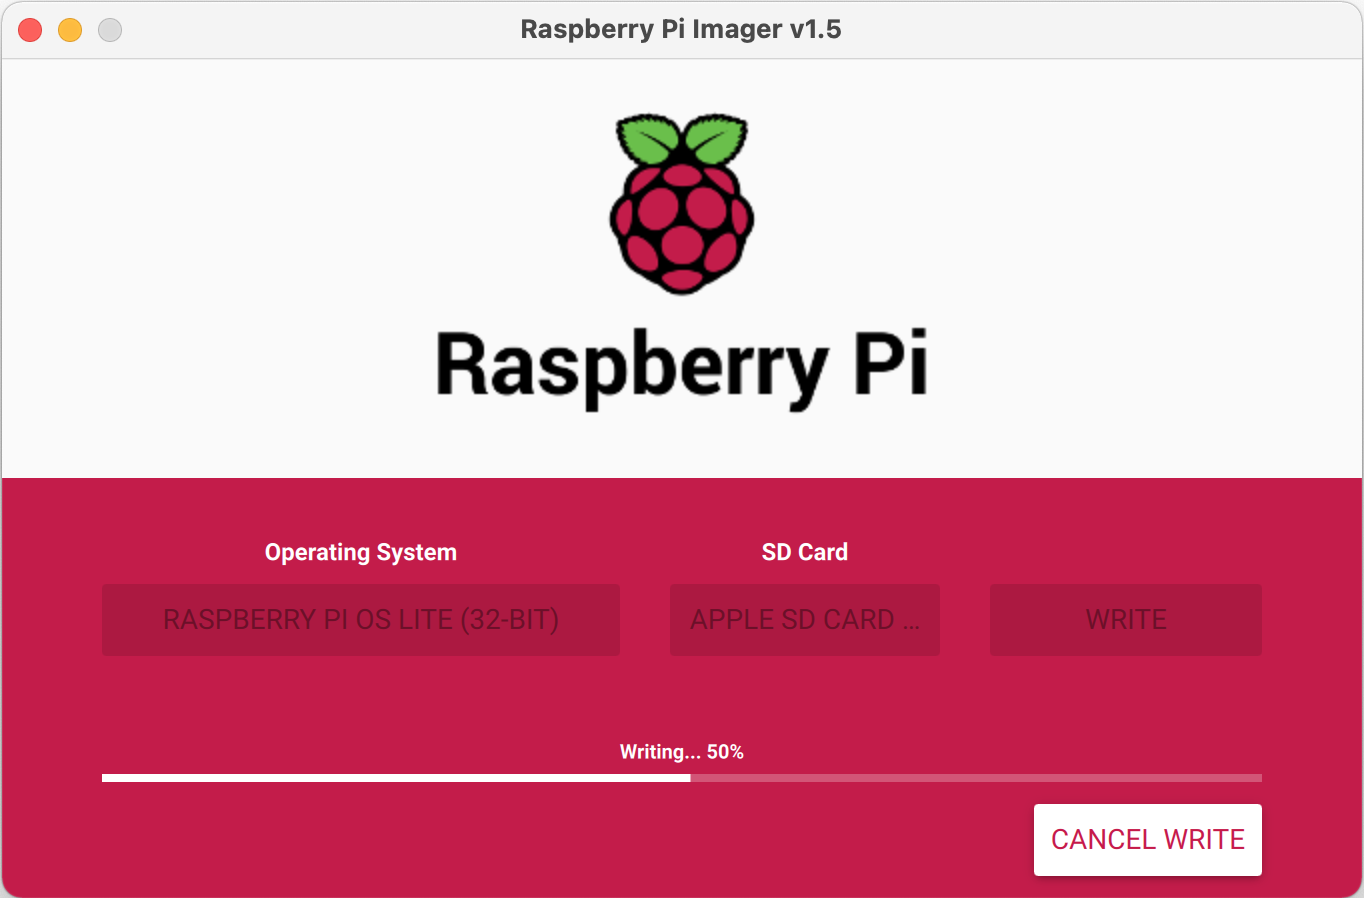 Raspberry Pi Imager v1.5
Raspberry Pi
Operating System
SD Card
RASPBERRY PI OS LITE (32-BIT)
APPLE SD CARD ...
WRITE
Writing... 50%
CANCEL WRITE